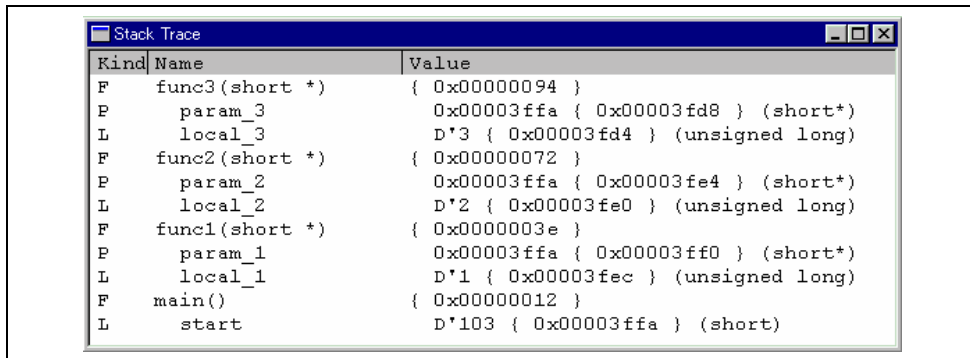 Stack Trace
Kind Name Value
F func3(short *) { 0x00000094 }
P param_3 0x00003ffa { 0x00003fd8 } (short*)
L local_3 D'3 { 0x00003fd4 } (unsigned long)
F func2(short *) { 0x00000072 }
P param_2 0x00003ffa { 0x00003fe4 } (short*)
L local_2 D'2 { 0x00003fe0 } (unsigned long)
F func1(short *) { 0x0000003e }
P param_1 0x00003ffa { 0x00003ff0 } (short*)
L local_1 D'1 { 0x00003fec } (unsigned long)
F main() { 0x00000012 }
L start D'103 { 0x00003ffa } (short)